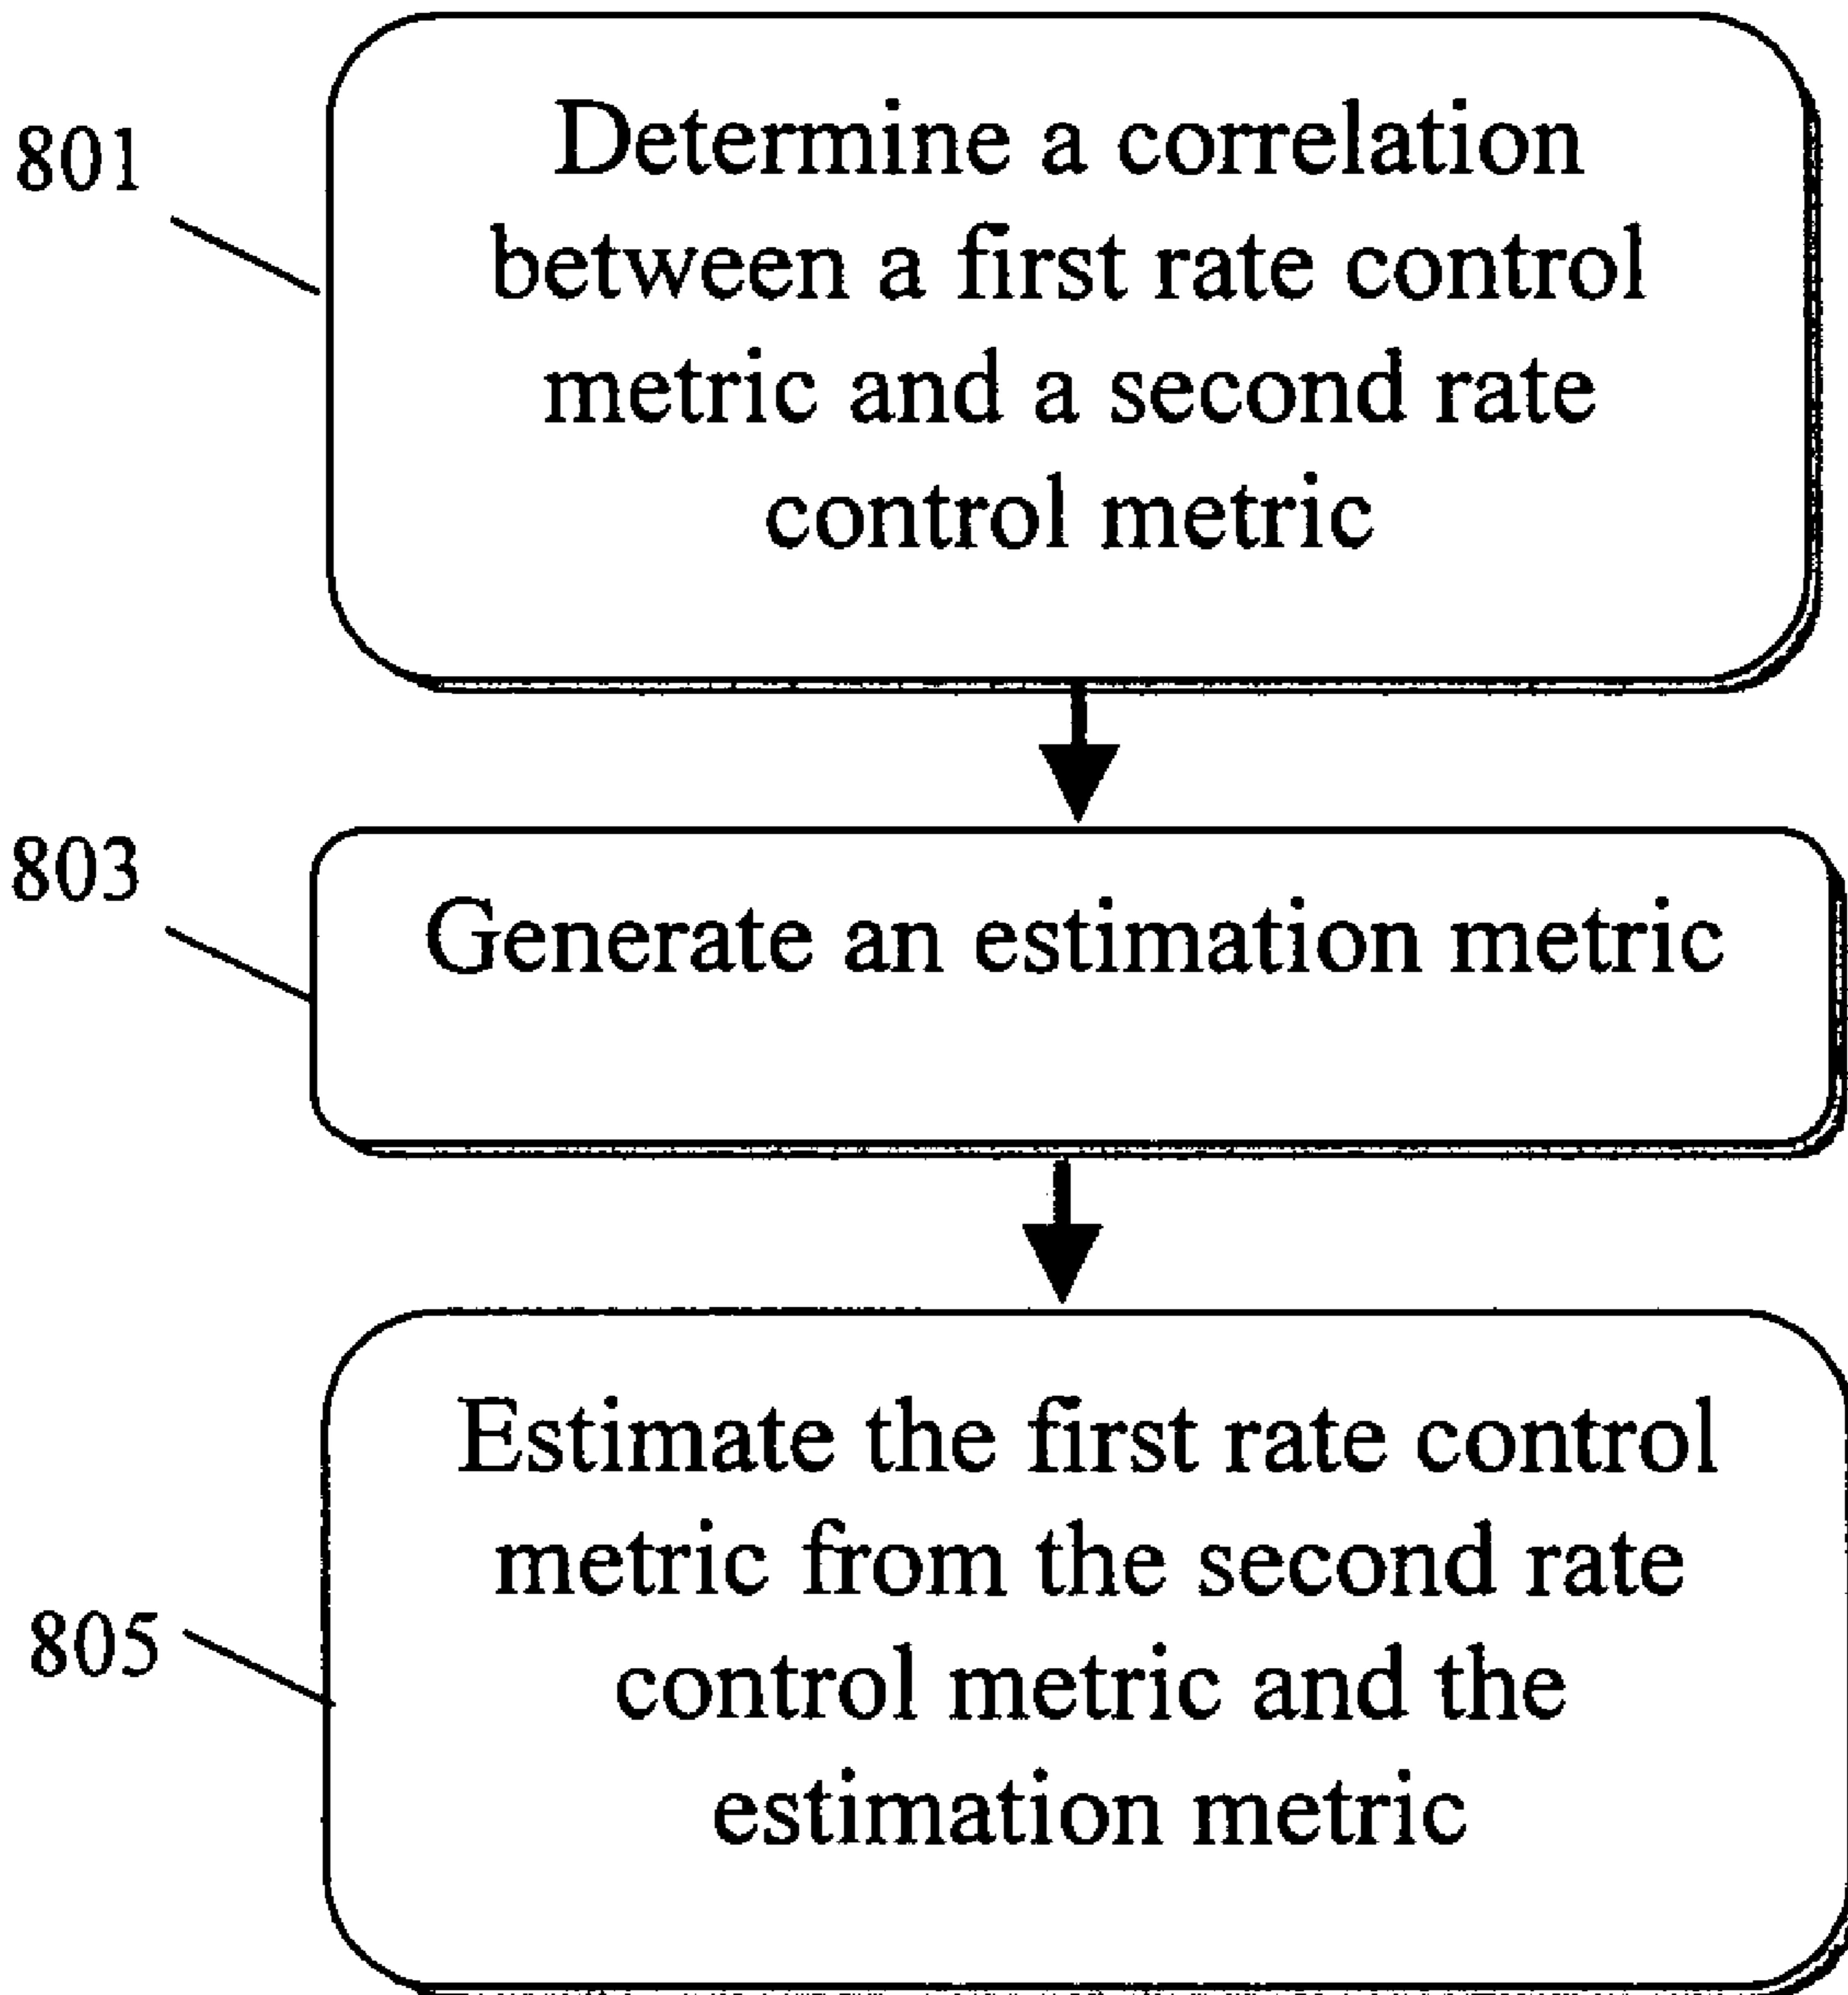 801
Determine a correlation
between a first rate control
metric and a second rate
control metric
803
Generate an estimation metric
805
Estimate the first rate control
metric from the second rate
control metric and the
estimation metric